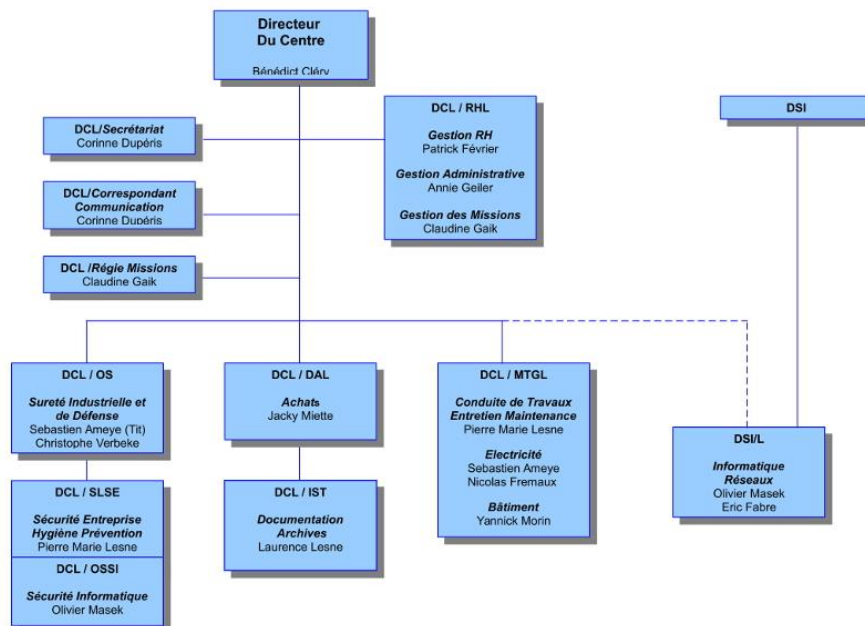 Directeur
Du Centre
Bénédict Cléry
DCL / RHL
Gestion RH
Patrick Février
Gestion Administrative
Annie Geiler
Gestion des Missions
Claudine Gaik
DSI
DCL/Secrétariat
Corinne Dupéris
DCL/Correspondant
Communication
Corinne Dupéris
DCL /Régie Missions
Claudine Gaik
DCL / OS
Sureté Industrielle et
de Défense
Sebastien Ameye (Tit)
Christophe Verbeke
DCL / SLSE
Sécurité Entreprise
Hygiène Prévention
Pierre Marie Lesne
DCL / OSSI
Sécurité Informatique
Olivier Masek
DCL / DAL
Achats
Jacky Miette
DCL / IST
Documentation
Archives
Laurence Lesne
DCL / MTGL
Conduite de Travaux
Entretien Maintenance
Pierre Marie Lesne
Electricité
Sebastien Ameye
Nicolas Fremaux
Bâtiment
Yannick Morin
DSI/L
Informatique
Réseaux
Olivier Masek
Eric Fabre